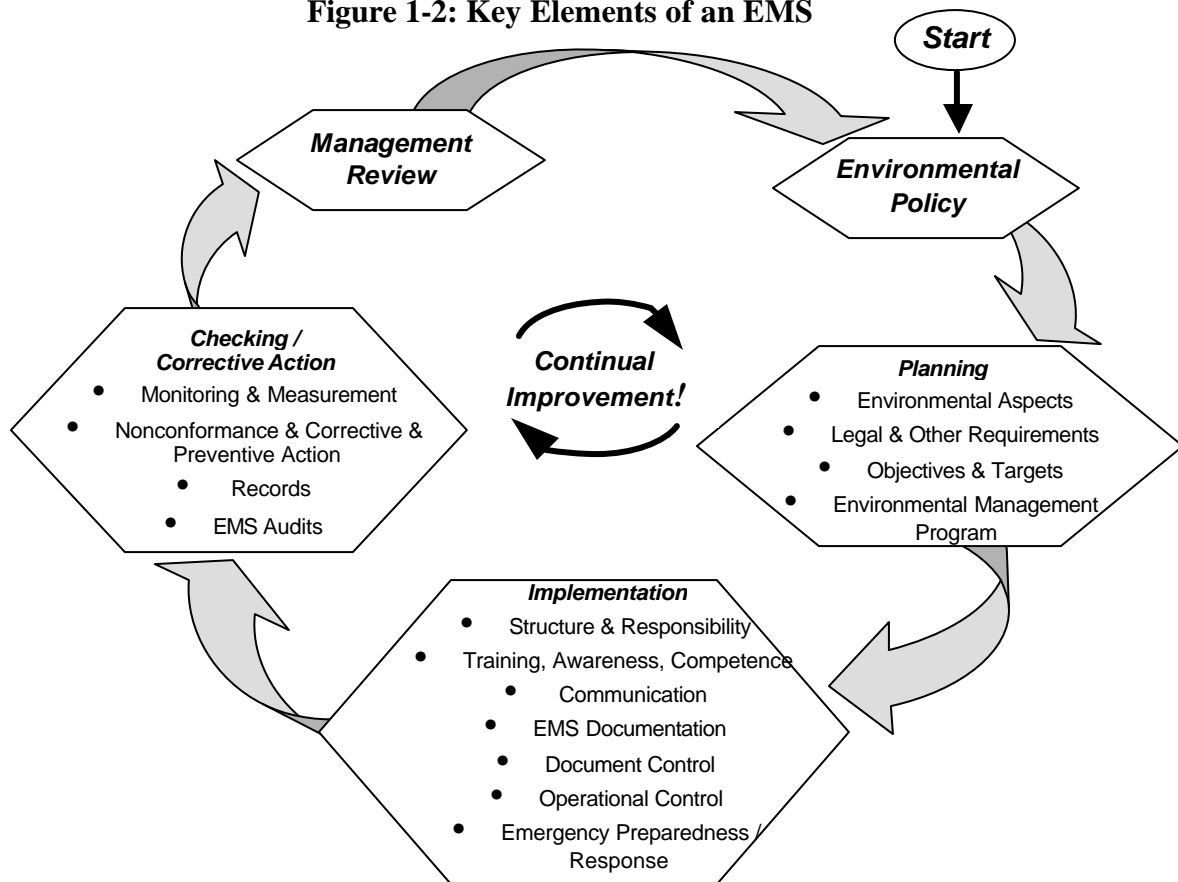 Figure 1-2: Key Elements of an EMS
Start
Management
Review
Environmental
Policy
Checking /
Corrective Action
• Monitoring & Measurement
• Nonconformance & Corrective &
Preventive Action
• Records
• EMS Audits
Continual
Improvement!
Planning
• Environmental Aspects
• Legal & Other Requirements
• Objectives & Targets
• Environmental Management
Program
Implementation
• Structure & Responsibility
• Training, Awareness, Competence
• Communication
• EMS Documentation
• Document Control
• Operational Control
• Emergency Preparedness /
Response